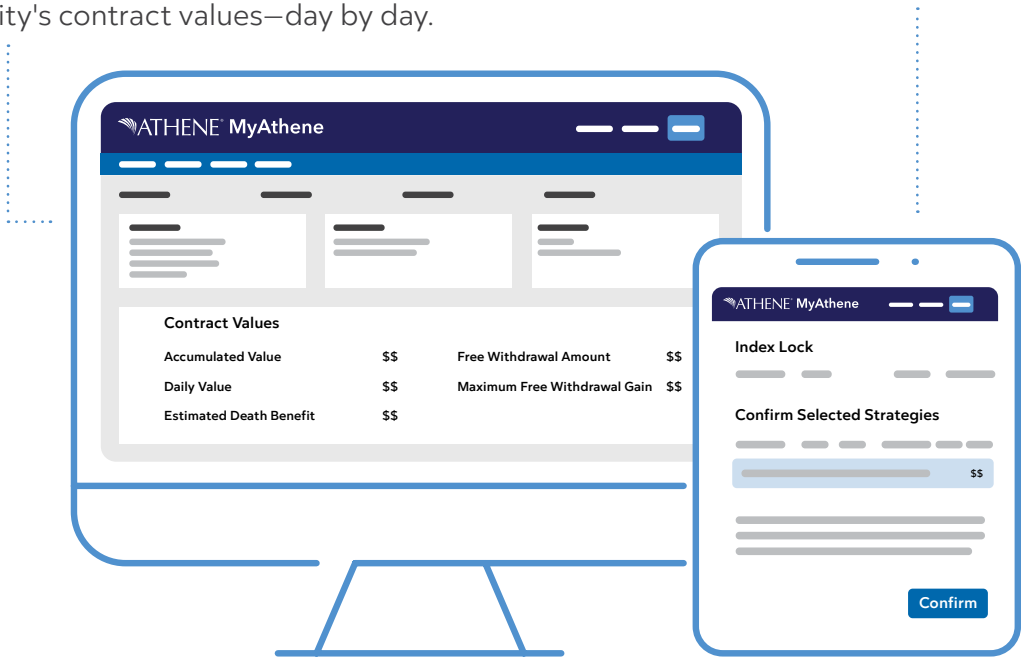 ity's contract values—day by day.
ATHENE® MyAthene
Contract Values
Accumulated Value $$ Free Withdrawal Amount $$
Daily Value $$ Maximum Free Withdrawal Gain $$
Estimated Death Benefit $$
ATHENE® MyAthene
Index Lock
Confirm Selected Strategies
$$
Confirm